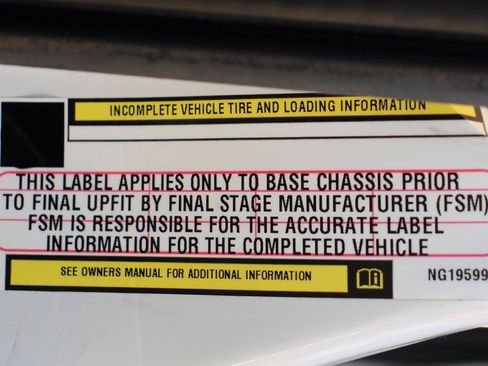 INCOMPLETE VEHICLE TIRE AND LOADING INFORMATION
THIS LABEL APPLIES ONLY TO BASE CHASSIS PRIOR
TO FINAL UPFIT BY FINAL STAGE MANUFACTURER (FSM)
FSM IS RESPONSIBLE FOR THE ACCURATE LABEL
INFORMATION FOR THE COMPLETED VEHICLE
SEE OWNERS MANUAL FOR ADDITIONAL INFORMATION
NG19599